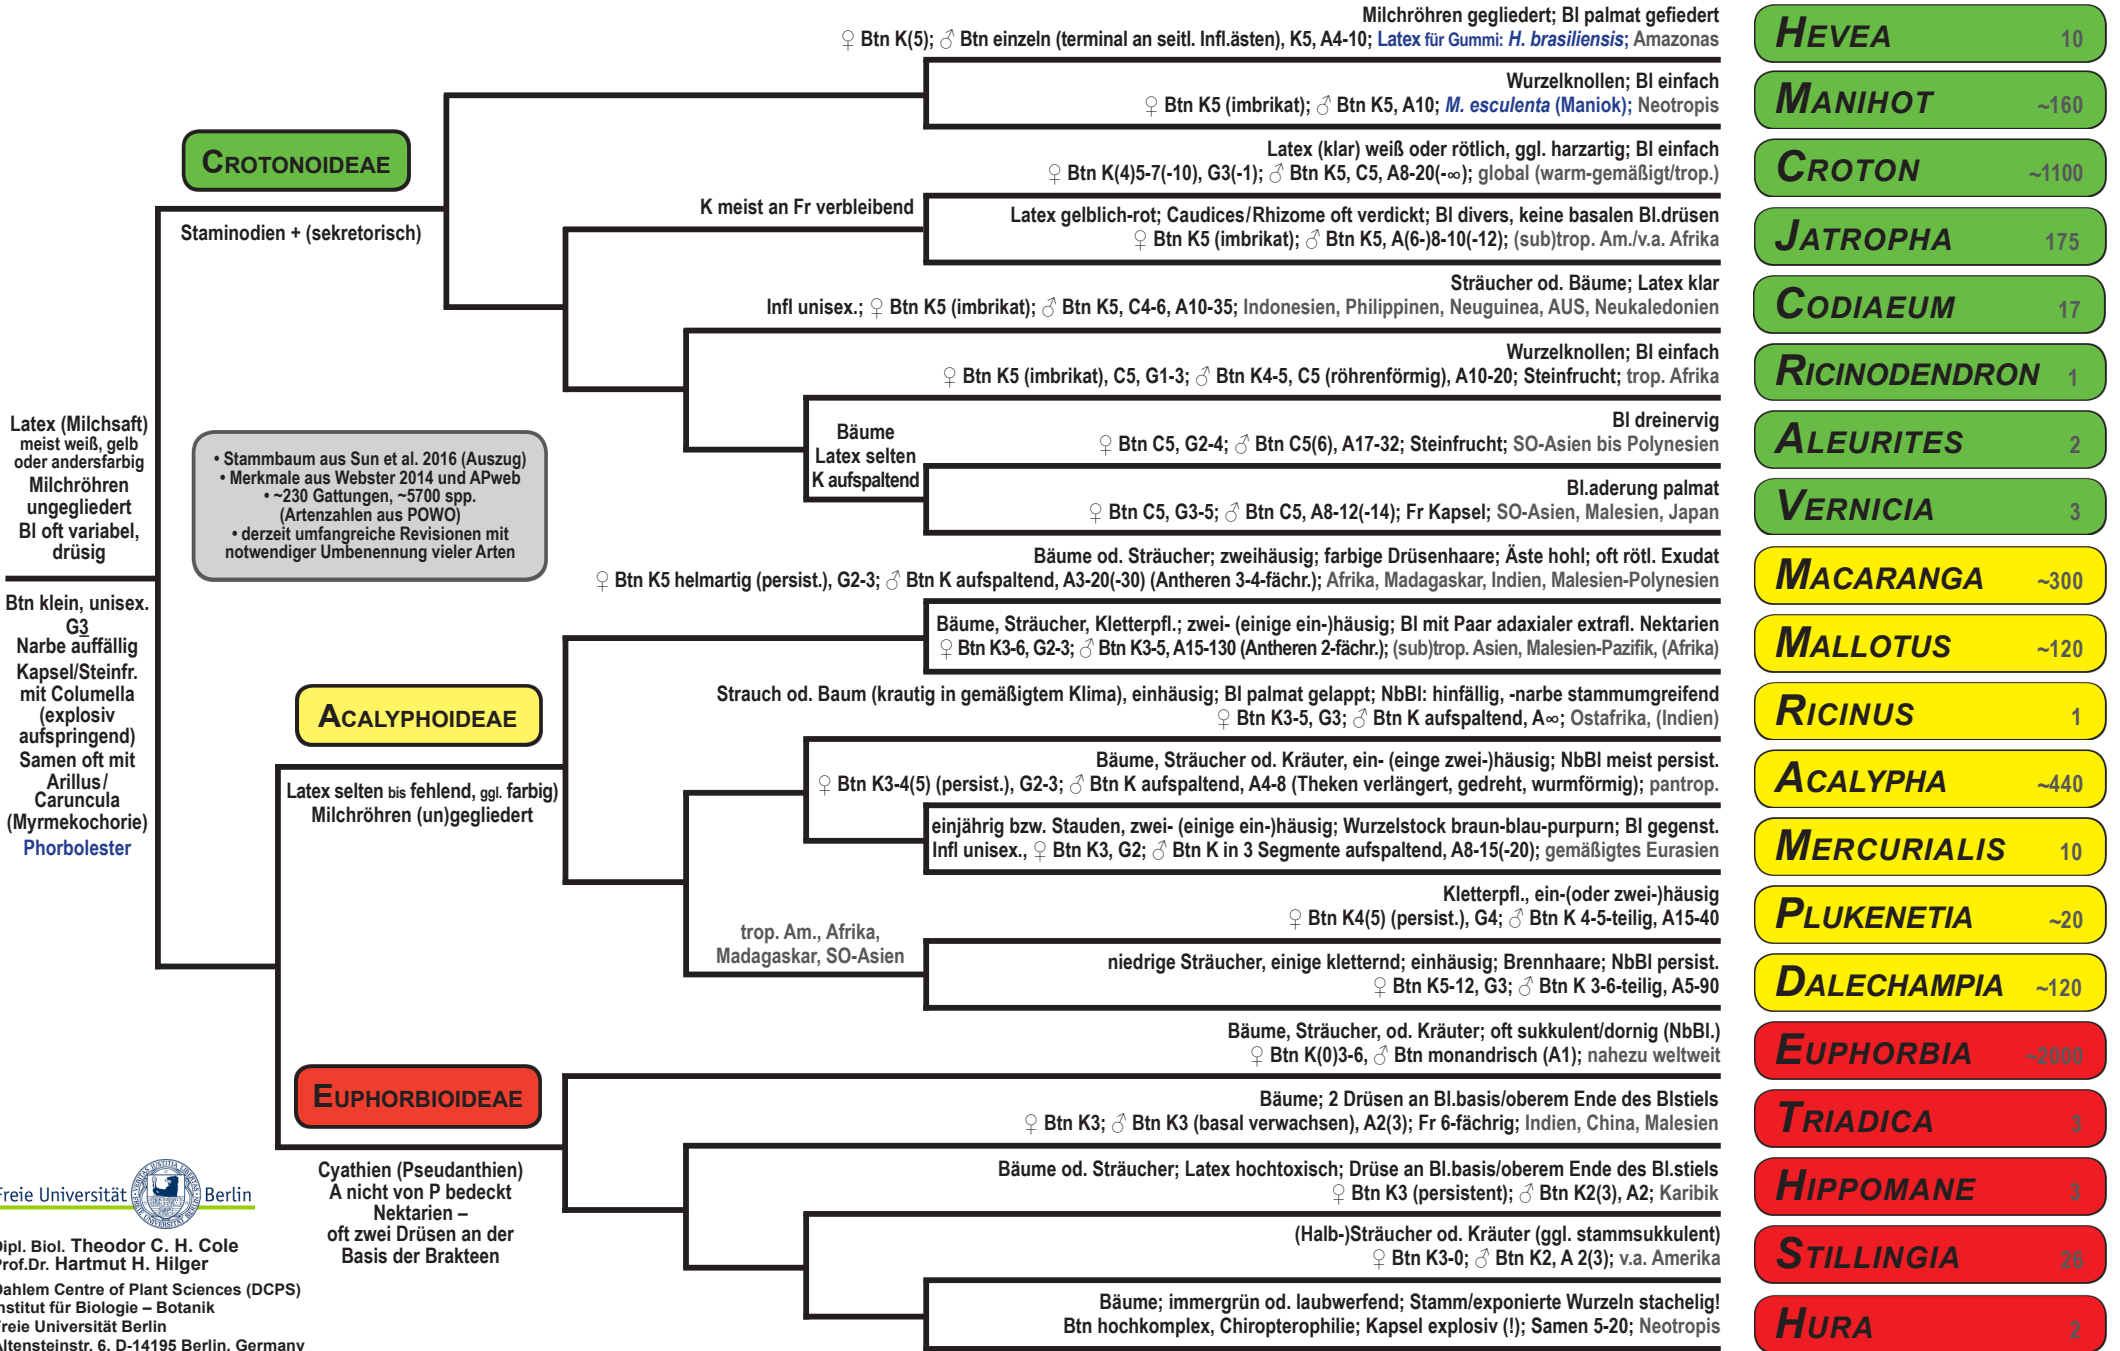 Milchröhren gegliedert; Bl palmat gefiedert
♀ Btn K(5); ♂ Btn einzeln (terminal an seitl. Infl.ästen), K5, A4-10; Latex für Gummi: H. brasiliensis; Amazonas
HEVEA 10
Wurzelknollen; Bl einfach
♀ Btn K5 (imbrikat); ♂ Btn K5, A10; M. esculenta (Maniok); Neotropis
MANIHOT ~160
CROTONOIDEAE
Latex (klar) weiß oder rötlich, ggl. harzartig; Bl einfach
♀ Btn K(4)5-7(-10), G3(-1); ♂ Btn K5, C5, A8-20(-∞); global (warm-gemäßigt/trop.)
CROTON ~1100
Staminodien + (sekretorisch)
K meist an Fr verbleibend
Latex gelblich-rot; Caudices/Rhizome oft verdickt; Bl divers, keine basalen Bl.drüsen
♀ Btn K5 (imbrikat); ♂ Btn K5, A(6-)8-10(-12); (sub)trop. Am./v.a. Afrika
JATROPHA 175
Sträucher od. Bäume; Latex klar
Infl unisex.; ♀ Btn K5 (imbrikat); ♂ Btn K5, C4-6, A10-35; Indonesien, Philippinen, Neuguinea, AUS, Neukaledonien
CODIAEUM 17
Wurzelknollen; Bl einfach
♀ Btn K5 (imbrikat), C5, G1-3; ♂ Btn K4-5, C5 (röhrenförmig), A10-20; Steinfrucht; trop. Afrika
RICINODENDRON 1
Bäume
Latex selten
K aufspaltend
Bl dreinervig
♀ Btn C5, G2-4; ♂ Btn C5(6), A17-32; Steinfrucht; SO-Asien bis Polynesien
ALEURITES 2
Bl.aderung palmat
♀ Btn C5, G3-5; ♂ Btn C5, A8-12(-14); Fr Kapsel; SO-Asien, Malesien, Japan
VERNICIA 3
Latex (Milchsaft)
meist weiß, gelb
oder andersfarbig
Milchröhren
ungegliedert
Bl oft variabel,
drüsig
• Stammbaum aus Sun et al. 2016 (Auszug)
• Merkmale aus Webster 2014 und APweb
• ~230 Gattungen, ~5700 spp.
(Artenzahlen aus POWO)
• derzeit umfangreiche Revisionen mit
notwendiger Umbenennung vieler Arten
Btn klein, unisex.
G3
Narbe auffällig
Kapsel/Steinfr.
mit Columella
(explosiv
aufspringend)
Samen oft mit
Arillus/
Caruncula
(Myrmekochorie)
Phorbolester
Bäume od. Sträucher; zweihäusig; farbige Drüsenhaare; Äste hohl; oft rötl. Exudat
♀ Btn K5 helmartig (persist.), G2-3; ♂ Btn K aufspaltend, A3-20(-30) (Antheren 3-4-fächr.); Afrika, Madagaskar, Indien, Malesien-Polynesien
MACARANGA ~300
Bäume, Sträucher, Kletterpfl.; zwei- (einige ein-)häusig; Bl mit Paar adaxialer extrafl. Nektarien
♀ Btn K3-6, G2-3; ♂ Btn K3-5, A15-130 (Antheren 2-fächr.); (sub)trop. Asien, Malesien-Pazifik, (Afrika)
MALLOTUS ~120
ACALYPHOIDEAE
Strauch od. Baum (krautig in gemäßigtem Klima), einhäusig; Bl palmat gelappt; NbBl: hinfällig, -narbe stammumgreifend
♀ Btn K3-5, G3; ♂ Btn K aufspaltend, A∞; Ostafrika, (Indien)
RICINUS 1
Latex selten bis fehlend, ggl. farbig)
Milchröhren (un)gegliedert
Bäume, Sträucher od. Kräuter, ein- (einge zwei-)häusig; NbBl meist persist.
♀ Btn K3-4(5) (persist.), G2-3; ♂ Btn K aufspaltend, A4-8 (Theken verlängert, gedreht, wurmförmig); pantrop.
ACALYPHA ~440
einjährig bzw. Stauden, zwei- (einige ein-)häusig; Wurzelstock braun-blau-purpurn; Bl gegenst.
Infl unisex., ♀ Btn K3, G2; ♂ Btn K in 3 Segmente aufspaltend, A8-15(-20); gemäßigtes Eurasien
MERCURIALIS 10
trop. Am., Afrika,
Madagaskar, SO-Asien
Kletterpfl., ein-(oder zwei-)häusig
♀ Btn K4(5) (persist.), G4; ♂ Btn K 4-5-teilig, A15-40
PLUKENETIA ~20
niedrige Sträucher, einige kletternd; einhäusig; Brennhaare; NbBl persist.
♀ Btn K5-12, G3; ♂ Btn K 3-6-teilig, A5-90
DALECHAMPIA ~120
EUPHORBIOIDEAE
Bäume, Sträucher, od. Kräuter; oft sukkulent/dornig (NbBl.)
♀ Btn K(0)3-6, ♂ Btn monandrisch (A1); nahezu weltweit
EUPHORBIA ~2000
Bäume; 2 Drüsen an Bl.basis/oberem Ende des Blstiels
♀ Btn K3; ♂ Btn K3 (basal verwachsen), A2(3); Fr 6-fächrig; Indien, China, Malesien
TRIADICA 3
Cyathien (Pseudanthien)
A nicht von P bedeckt
Nektarien –
oft zwei Drüsen an der
Basis der Brakteen
Bäume od. Sträucher; Latex hochtoxisch; Drüse an Bl.basis/oberem Ende des Bl.stiels
♀ Btn K3 (persistent); ♂ Btn K2(3), A2; Karibik
HIPPOMANE 3
(Halb-)Sträucher od. Kräuter (ggl. stammsukkulent)
♀ Btn K3-0; ♂ Btn K2, A 2(3); v.a. Amerika
STILLINGIA 26
Bäume; immergrün od. laubwerfend; Stamm/exponierte Wurzeln stachelig!
Btn hochkomplex, Chiropterophilie; Kapsel explosiv (!); Samen 5-20; Neotropis
HURA 2
Freie Universität Berlin
Dipl. Biol. Theodor C. H. Cole
Prof.Dr. Hartmut H. Hilger
Dahlem Centre of Plant Sciences (DCPS)
Institut für Biologie – Botanik
Freie Universität Berlin
Altensteinstr. 6, D-14195 Berlin, Germany